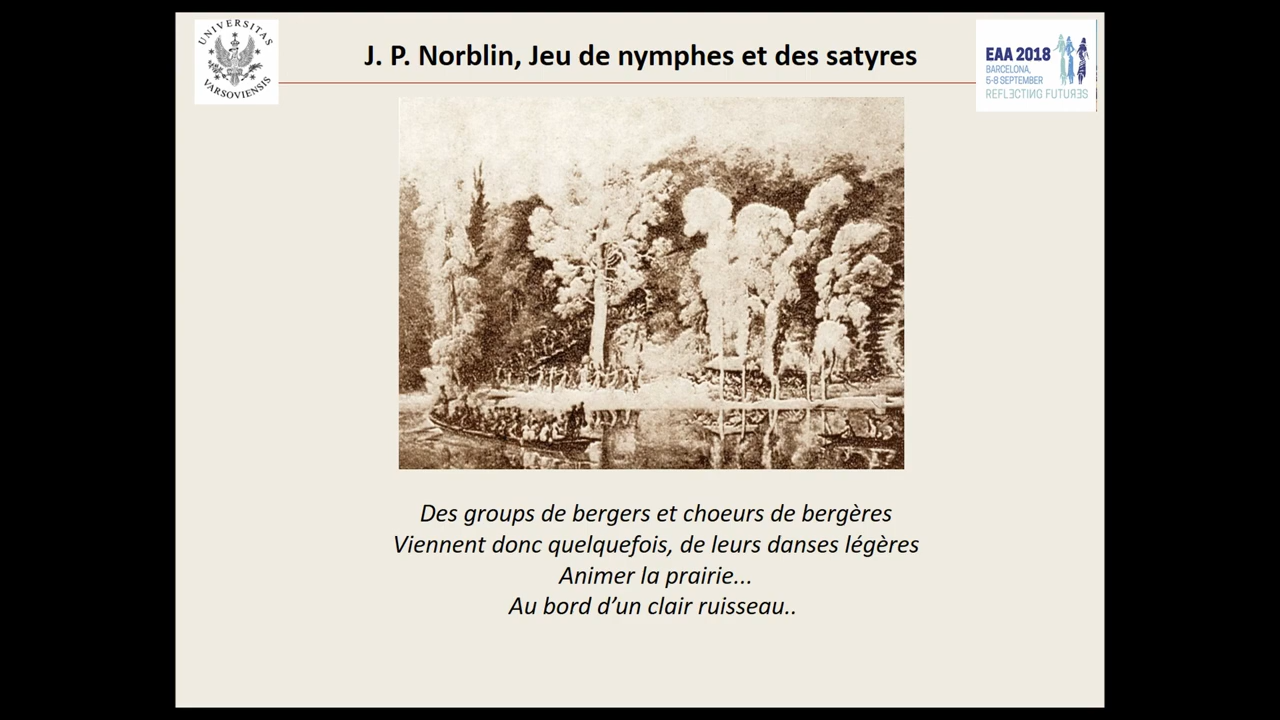 UNIVERSITAS
VARSOVIENSIS
J. P. Norblin, Jeu de nymphes et des satyres
EAA 2018
BARCELONA,
5-8 SEPTEMBER
REFLECTING FUTURES
Des groups de bergers et choeurs de bergères
Viennent donc quelquefois, de leurs danses légères
Animer la prairie...
Au bord d’un clair ruisseau..